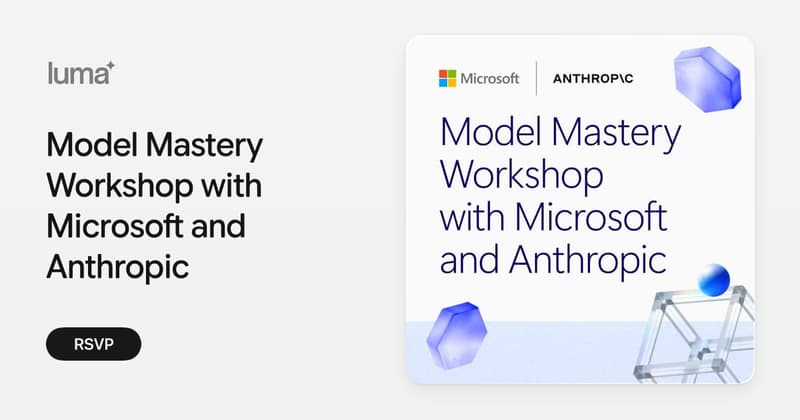 luma
Model Mastery
Workshop with
Microsoft and
Anthropic
RSVP
Microsoft
ANTHROP\C
Model Mastery
Workshop
with Microsoft
and Anthropic